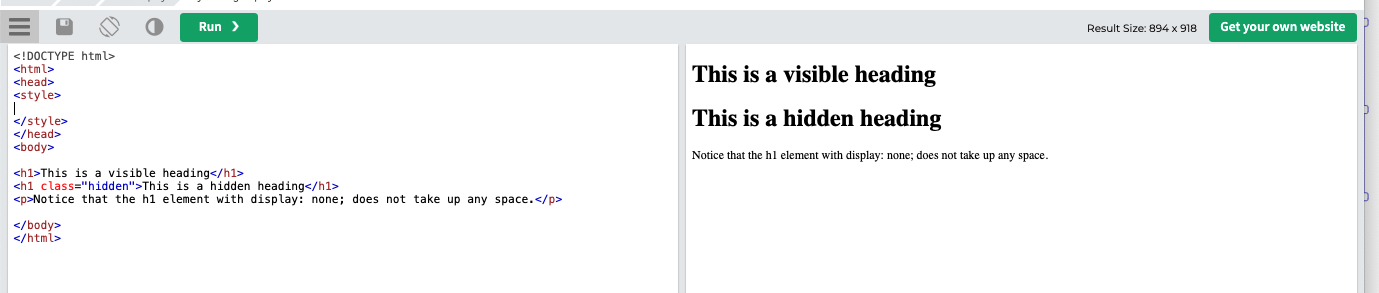 Run ❯
Result Size: 894 x 918
Get your own website
<!DOCTYPE html>
<html>
<head>
<style>
</style>
</head>
<body>
<h1>This is a visible heading</h1>
<h1 class="hidden">This is a hidden heading</h1>
<p>Notice that the h1 element with display: none; does not take up any space.</p>
</body>
</html>
This is a visible heading
This is a hidden heading
Notice that the h1 element with display: none; does not take up any space.